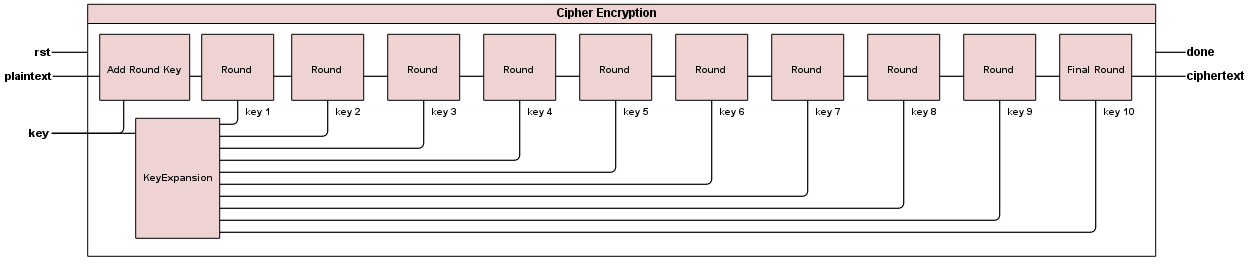 Cipher Encryption
rst
done
plaintext
Add Round Key
Round
Round
Round
Round
Round
Round
Round
Round
Round
Final Round
ciphertext
key 1
key 2
key 3
key 4
key 5
key 6
key 7
key 8
key 9
key 10
key
KeyExpansion